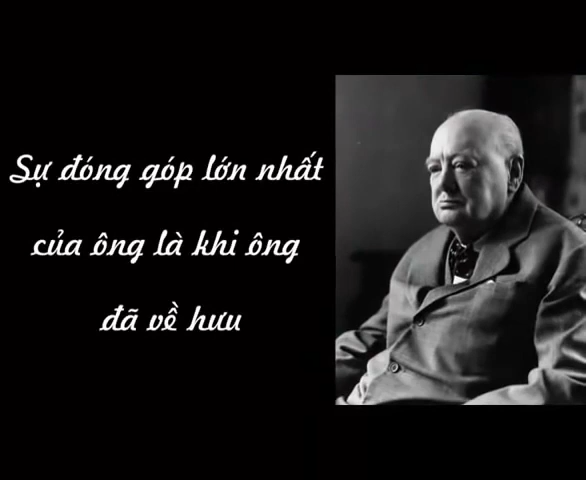 Sự đóng góp lớn nhất
của ông là khi ông
đã về hưu